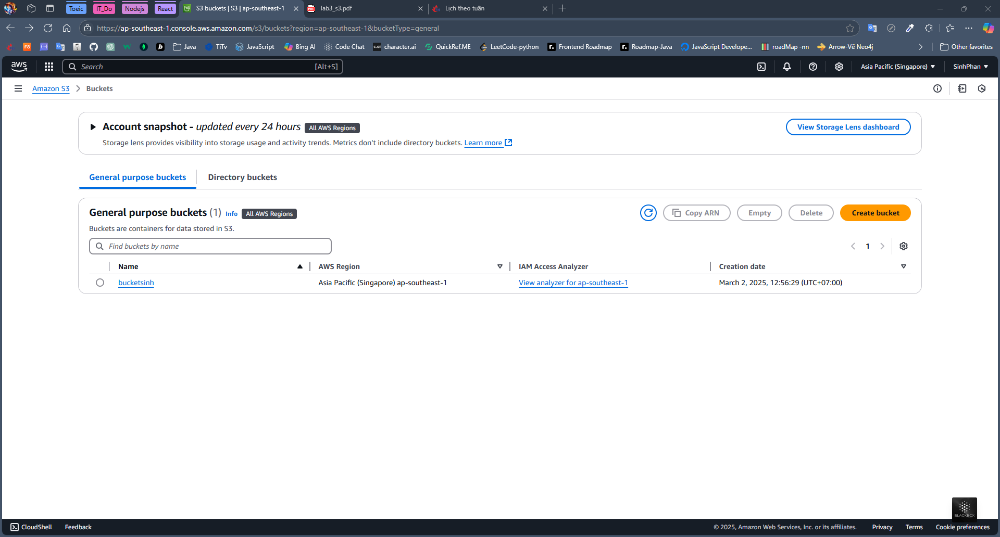 Toeic IT_Do Nodejs React S3 buckets | S3 | ap-southeast-1 lab3_s3.pdf Lịch theo tuần
https://ap-southeast-1.console.aws.amazon.com/s3/buckets?region=ap-southeast-1&bucketType=general
F8 Java TiTv JavaScript Bing AI Code Chat c.ai character.ai QuickRef.ME LeetCode-python Frontend Roadmap Roadmap-Java JavaScript Develope... roadMap -nn Arrow-Vẽ Neo4j Other favorites
aws Search [Alt+S] Asia Pacific (Singapore) SinhPhan
Amazon S3 Buckets
Account snapshot - updated every 24 hours All AWS Regions View Storage Lens dashboard
Storage lens provides visibility into storage usage and activity trends. Metrics don't include directory buckets. Learn more
General purpose buckets Directory buckets
General purpose buckets (1) Info All AWS Regions Copy ARN Empty Delete Create bucket
Buckets are containers for data stored in S3.
Find buckets by name 1
Name AWS Region IAM Access Analyzer Creation date
bucketsinh Asia Pacific (Singapore) ap-southeast-1 View analyzer for ap-southeast-1 March 2, 2025, 12:56:29 (UTC+07:00)
BLACKBOX
CloudShell Feedback © 2025, Amazon Web Services, Inc. or its affiliates. Privacy Terms Cookie preferences